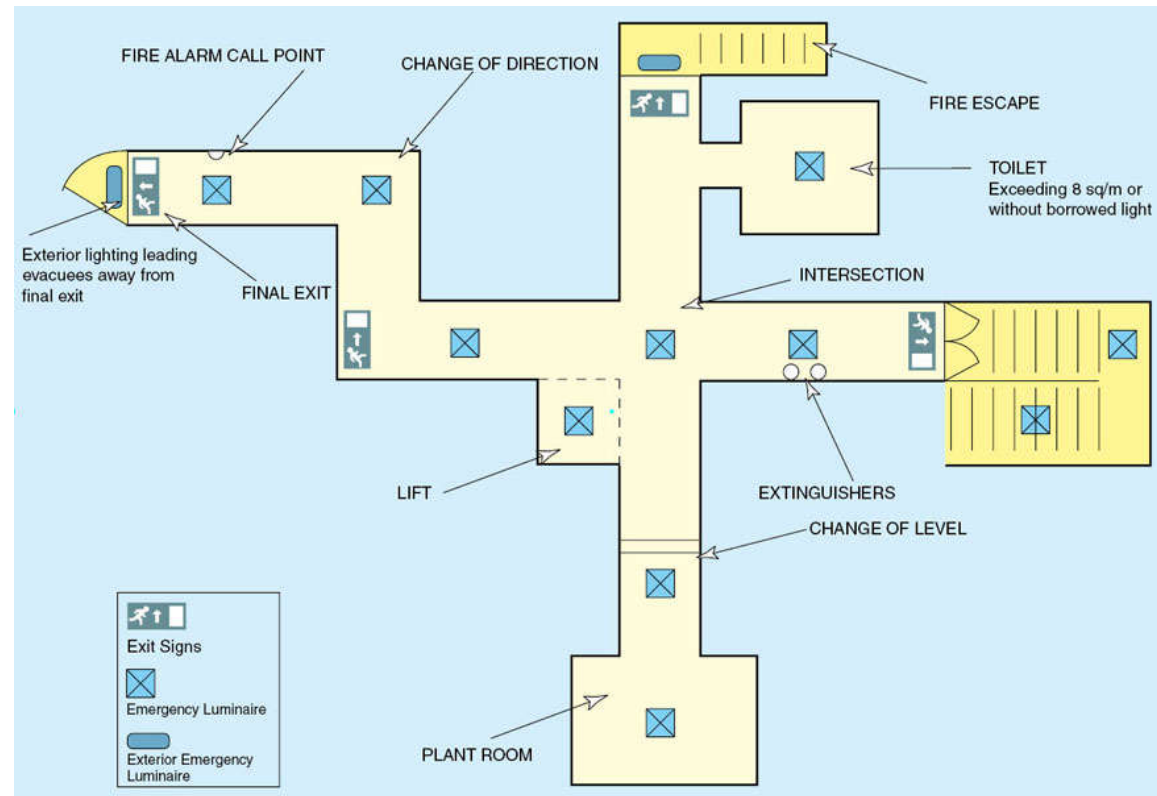 FIRE ALARM CALL POINT
CHANGE OF DIRECTION
FIRE ESCAPE
TOILET
Exceeding 8 sq/m or
without borrowed light
Exterior lighting leading
evacuees away from
final exit
FINAL EXIT
INTERSECTION
LIFT
EXTINGUISHERS
CHANGE OF LEVEL
PLANT ROOM
Exit Signs
Emergency Luminaire
Exterior Emergency
Luminaire